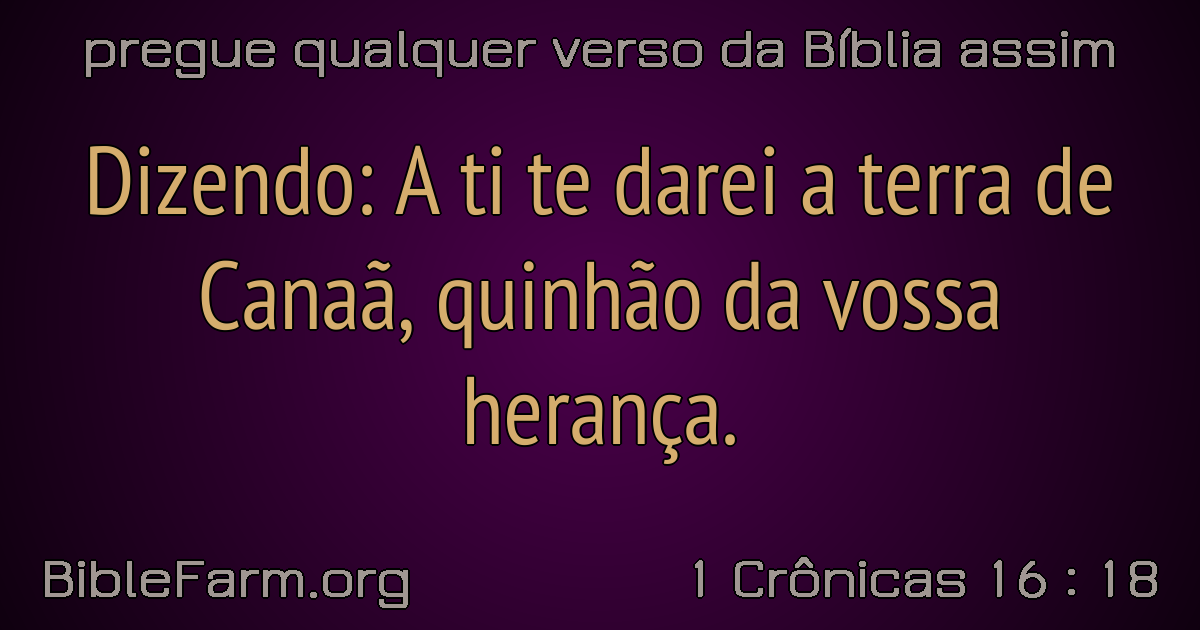 pregue qualquer verso da Bíblia assim
Dizendo: A ti te darei a terra de
Canaã, quinhão da vossa
herança.
BibleFarm.org
1 Crônicas 16 : 18